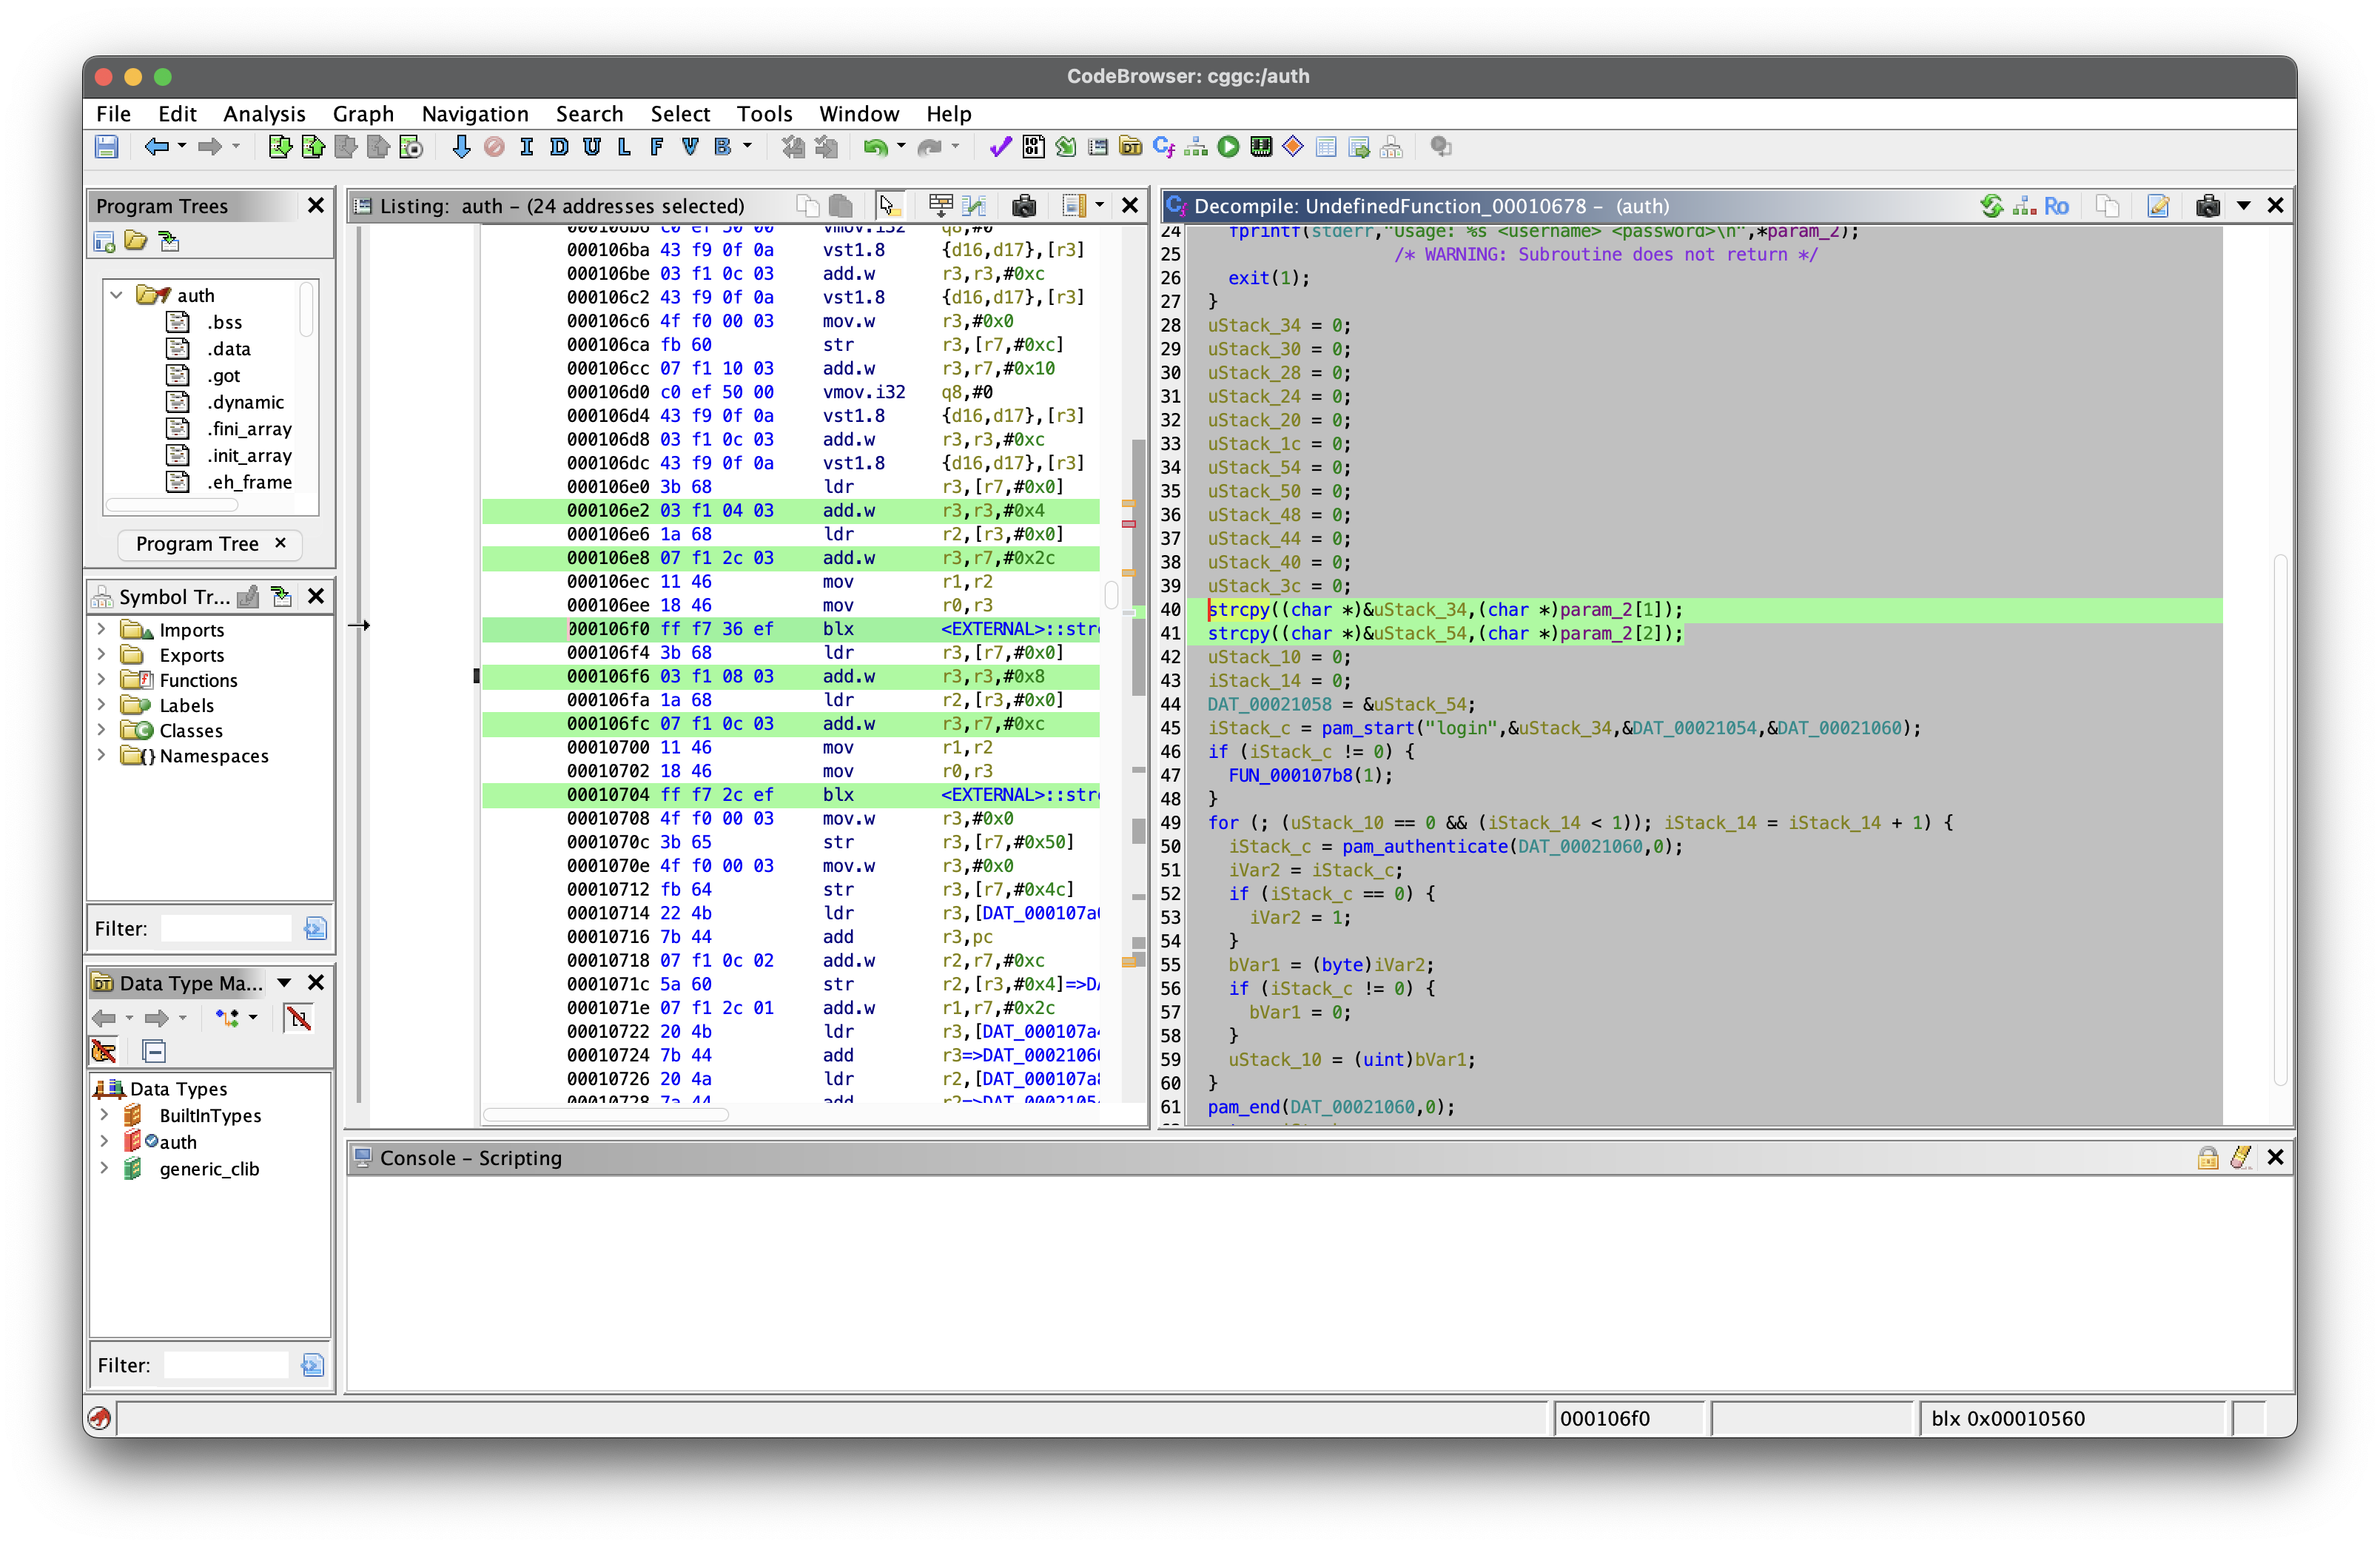 CodeBrowser: cggc:/auth
File Edit Analysis Graph Navigation Search Select Tools Window Help
I D U L F V B
Program Trees
auth
.bss
.data
.got
.dynamic
.fini_array
.init_array
.eh_frame
Program Tree ×
Symbol Tr...
Imports
Exports
Functions
Labels
Classes
Namespaces
Filter:
Data Type Ma...
Data Types
BuiltInTypes
auth
generic_clib
Filter:
Listing: auth – (24 addresses selected)
000106b6 c0 ef 50 00 vmov.i32 q8,#0
000106ba 43 f9 0f 0a vst1.8 {d16,d17},[r3]
000106be 03 f1 0c 03 add.w r3,r3,#0xc
000106c2 43 f9 0f 0a vst1.8 {d16,d17},[r3]
000106c6 4f f0 00 03 mov.w r3,#0x0
000106ca fb 60 str r3,[r7,#0xc]
000106cc 07 f1 10 03 add.w r3,r7,#0x10
000106d0 c0 ef 50 00 vmov.i32 q8,#0
000106d4 43 f9 0f 0a vst1.8 {d16,d17},[r3]
000106d8 03 f1 0c 03 add.w r3,r3,#0xc
000106dc 43 f9 0f 0a vst1.8 {d16,d17},[r3]
000106e0 3b 68 ldr r3,[r7,#0x0]
000106e2 03 f1 04 03 add.w r3,r3,#0x4
000106e6 1a 68 ldr r2,[r3,#0x0]
000106e8 07 f1 2c 03 add.w r3,r7,#0x2c
000106ec 11 46 mov r1,r2
000106ee 18 46 mov r0,r3
000106f0 ff f7 36 ef blx <EXTERNAL>::str
000106f4 3b 68 ldr r3,[r7,#0x0]
000106f6 03 f1 08 03 add.w r3,r3,#0x8
000106fa 1a 68 ldr r2,[r3,#0x0]
000106fc 07 f1 0c 03 add.w r3,r7,#0xc
00010700 11 46 mov r1,r2
00010702 18 46 mov r0,r3
00010704 ff f7 2c ef blx <EXTERNAL>::str
00010708 4f f0 00 03 mov.w r3,#0x0
0001070c 3b 65 str r3,[r7,#0x50]
0001070e 4f f0 00 03 mov.w r3,#0x0
00010712 fb 64 str r3,[r7,#0x4c]
00010714 22 4b ldr r3,[DAT_000107a
00010716 7b 44 add r3,pc
00010718 07 f1 0c 02 add.w r2,r7,#0xc
0001071c 5a 60 str r2,[r3,#0x4]=>D
0001071e 07 f1 2c 01 add.w r1,r7,#0x2c
00010722 20 4b ldr r3,[DAT_000107a
00010724 7b 44 add r3=>DAT_0002106
00010726 20 4a ldr r2,[DAT_000107a
00010728 7a 44 add r2=>DAT_0002105
Decompile: UndefinedFunction_00010678 – (auth)
Ro
24 fprintf(stderr,"Usage: %s <username> <password>\n",*param_2);
25 /* WARNING: Subroutine does not return */
26 exit(1);
27 }
28 uStack_34 = 0;
29 uStack_30 = 0;
30 uStack_28 = 0;
31 uStack_24 = 0;
32 uStack_20 = 0;
33 uStack_1c = 0;
34 uStack_54 = 0;
35 uStack_50 = 0;
36 uStack_48 = 0;
37 uStack_44 = 0;
38 uStack_40 = 0;
39 uStack_3c = 0;
40 strcpy((char *)&uStack_34,(char *)param_2[1]);
41 strcpy((char *)&uStack_54,(char *)param_2[2]);
42 uStack_10 = 0;
43 iStack_14 = 0;
44 DAT_00021058 = &uStack_54;
45 iStack_c = pam_start("login",&uStack_34,&DAT_00021054,&DAT_00021060);
46 if (iStack_c != 0) {
47 FUN_000107b8(1);
48 }
49 for (; (uStack_10 == 0 && (iStack_14 < 1)); iStack_14 = iStack_14 + 1) {
50 iStack_c = pam_authenticate(DAT_00021060,0);
51 iVar2 = iStack_c;
52 if (iStack_c == 0) {
53 iVar2 = 1;
54 }
55 bVar1 = (byte)iVar2;
56 if (iStack_c != 0) {
57 bVar1 = 0;
58 }
59 uStack_10 = (uint)bVar1;
60 }
61 pam_end(DAT_00021060,0);
Console – Scripting
000106f0
blx 0x00010560